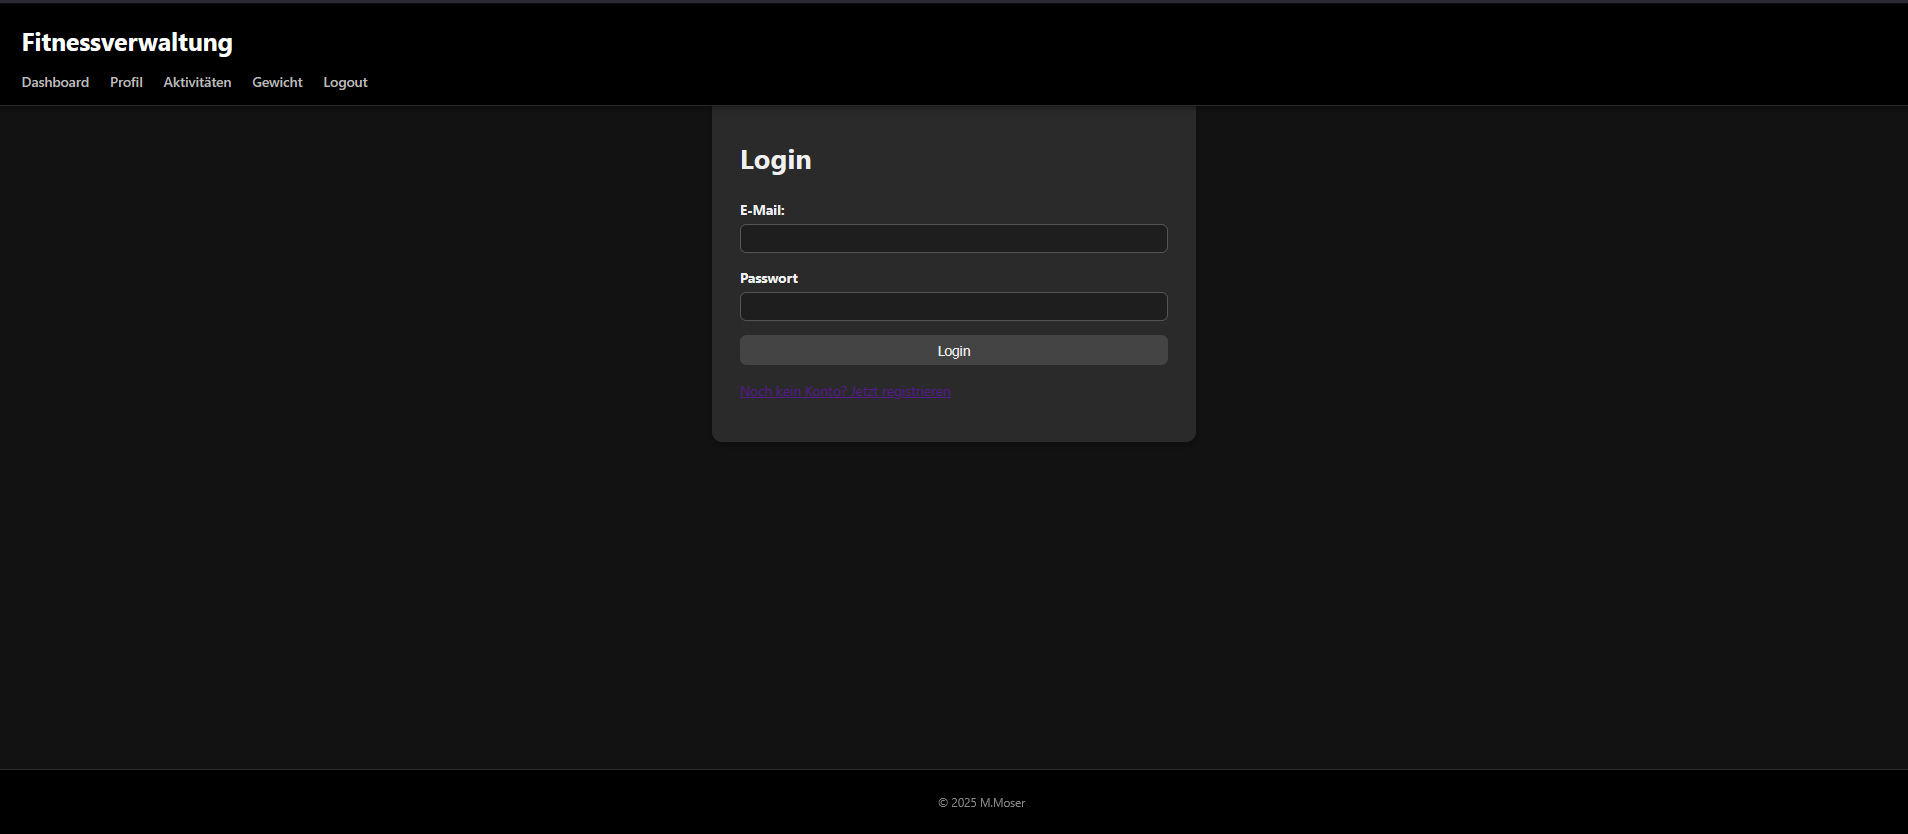 Fitnessverwaltung
Dashboard Profil Aktivitäten Gewicht Logout
Login
E-Mail:
Passwort
Login
Noch kein Konto? Jetzt registrieren
© 2025 M.Moser